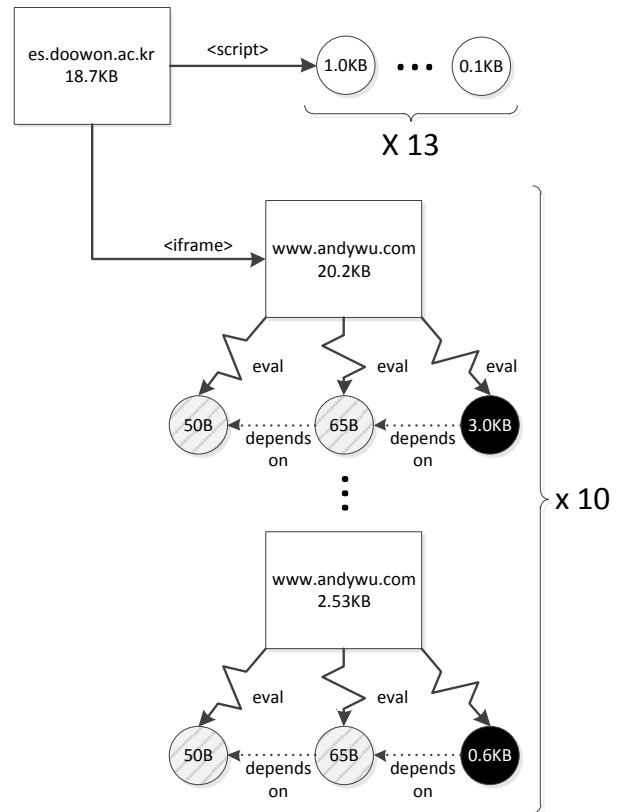 es.doowon.ac.kr
18.7KB
<script>
1.0KB
0.1KB
X 13
<iframe>
www.andywu.com
20.2KB
eval
eval
eval
50B
depends
on
65B
depends
on
3.0KB
x 10
www.andywu.com
2.53KB
eval
eval
50B
depends
on
65B
depends
on
0.6KB